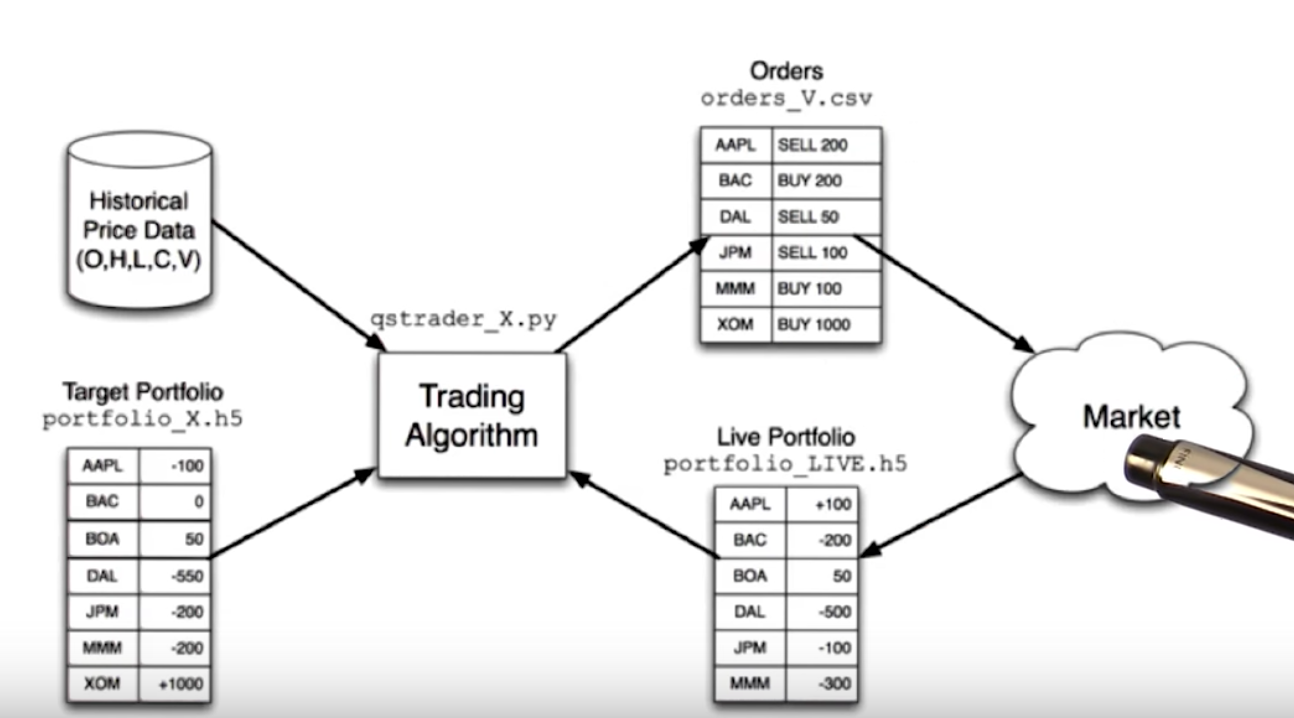 Orders
orders_V.csv
AAPL SELL 200
BAC BUY 200
DAL SELL 50
JPM SELL 100
MMM BUY 100
XOM BUY 1000
Historical
Price Data
(O,H,L,C,V)
qstrader_X.py
Trading
Algorithm
Target Portfolio
portfolio_X.h5
AAPL -100
BAC 0
BOA 50
DAL -550
JPM -200
MMM -200
XOM +1000
Market
Live Portfolio
portfolio_LIVE.h5
AAPL +100
BAC -200
BOA 50
DAL -500
JPM -100
MMM -300